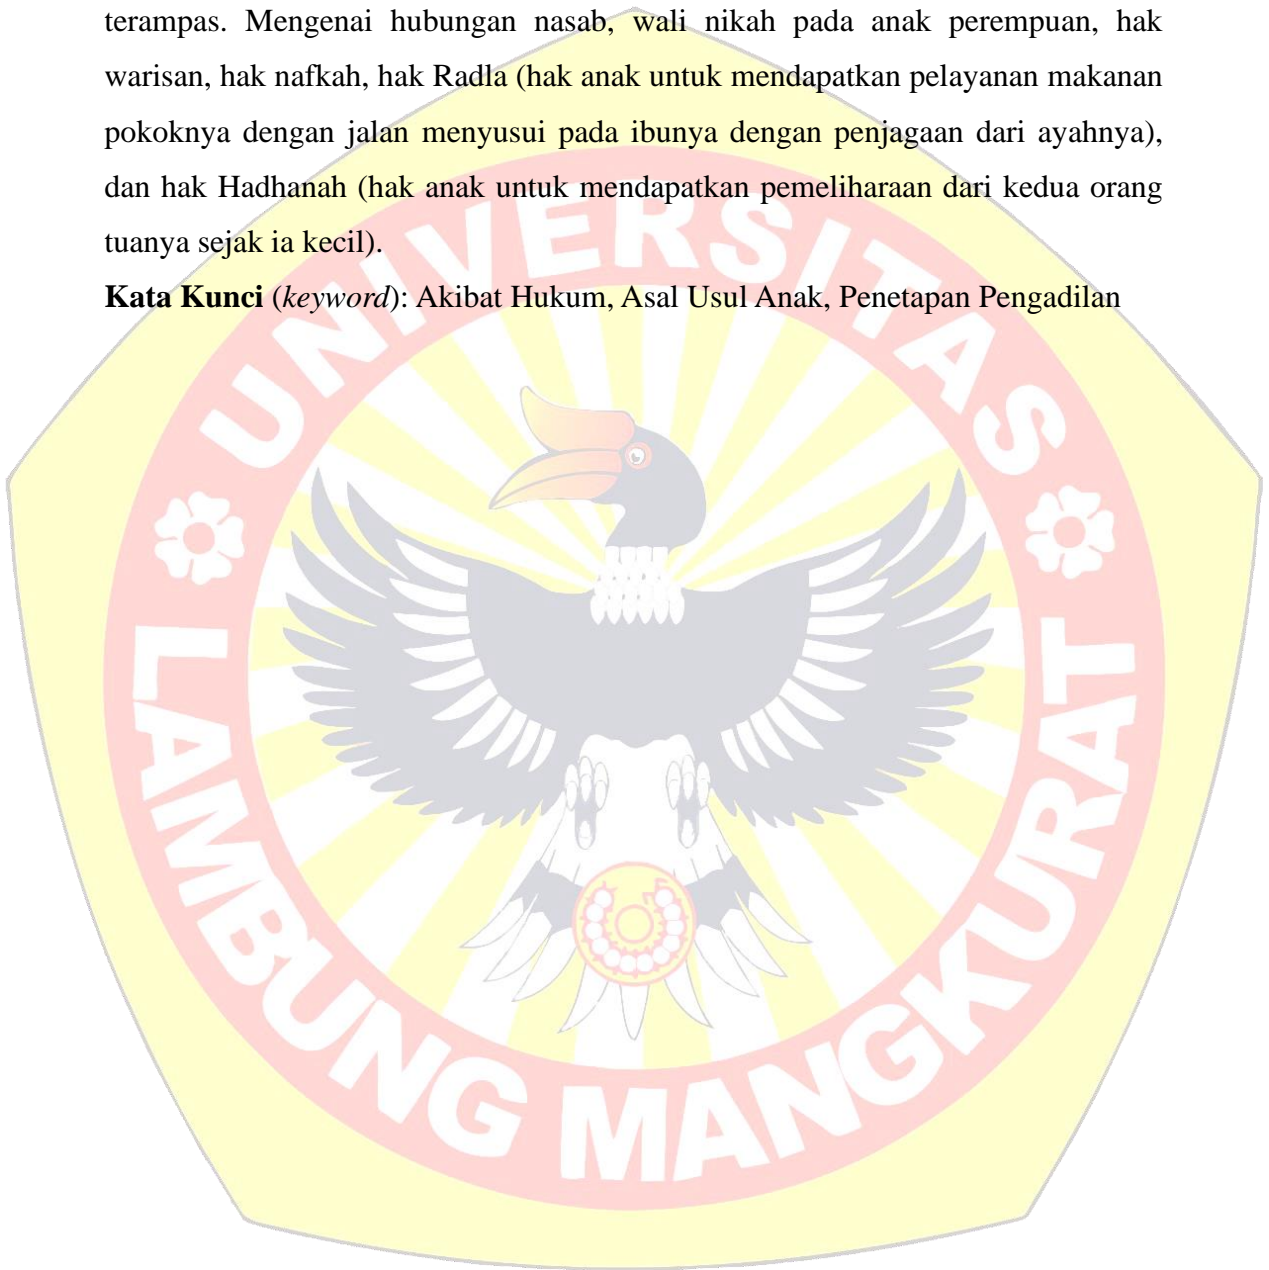 terampas. Mengenai hubungan nasab, wali nikah pada anak perempuan, hak
warisan, hak nafkah, hak Radla (hak anak untuk mendapatkan pelayanan makanan
pokoknya dengan jalan menyusui pada ibunya dengan penjagaan dari ayahnya),
dan hak Hadhanah (hak anak untuk mendapatkan pemeliharaan dari kedua orang
tuanya sejak ia kecil).
Kata Kunci (keyword): Akibat Hukum, Asal Usul Anak, Penetapan Pengadilan
UNIVERSITAS
LAMBUNG MANGKURAT